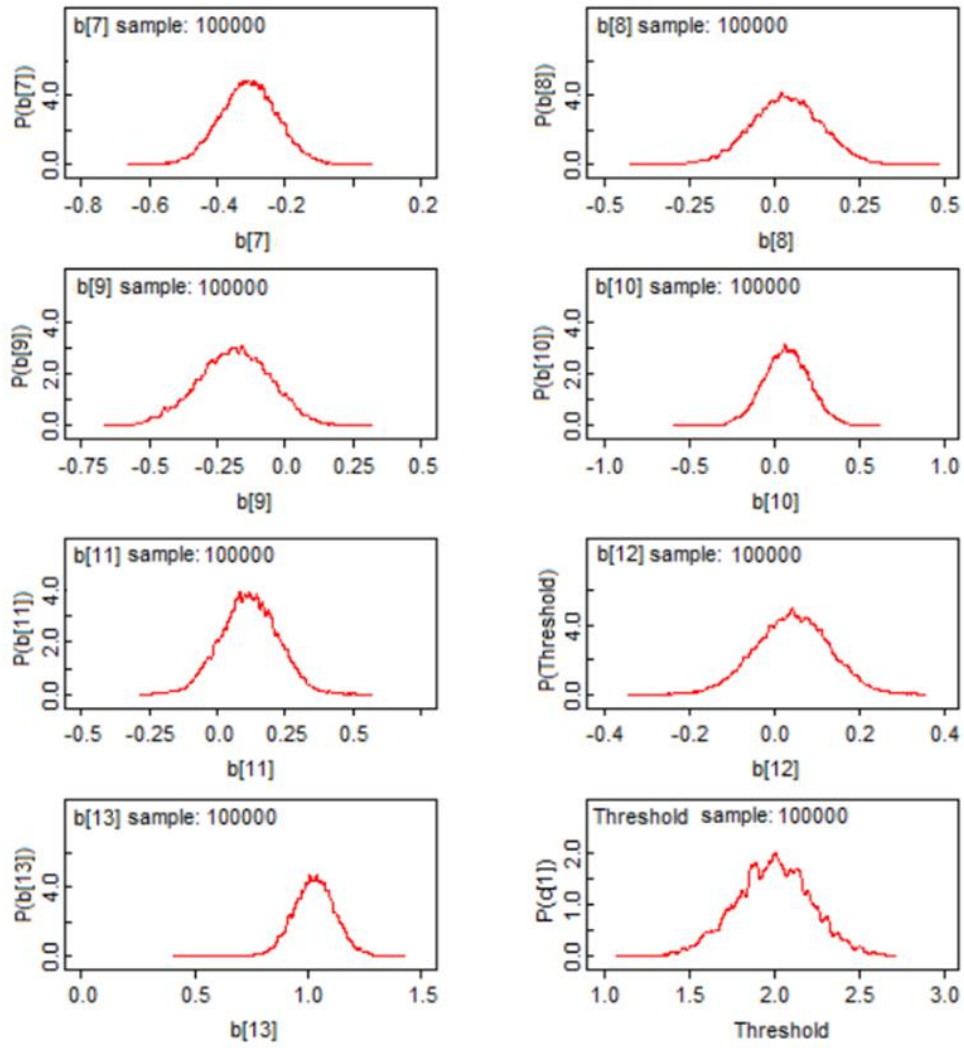 b[7] sample: 100000
P(b[7])
4.0
0.0
-0.8 -0.6 -0.4 -0.2 0.2
b[7]
b[8] sample: 100000
P(b[8])
4.0
0.0
-0.5 -0.25 0.0 0.25 0.5
b[8]
b[9] sample: 100000
P(b[9])
4.0
2.0
0.0
-0.75 -0.5 -0.25 0.0 0.25 0.5
b[9]
b[10] sample: 100000
P(b[10])
4.0
2.0
0.0
-1.0 -0.5 0.0 0.5 1.0
b[10]
b[11] sample: 100000
P(b[11])
4.0
2.0
0.0
-0.5 -0.25 0.0 0.25 0.5
b[11]
b[12] sample: 100000
P(Threshold)
4.0
0.0
-0.4 -0.2 0.0 0.2 0.4
b[12]
b[13] sample: 100000
P(b[13])
4.0
0.0
0.0 0.5 1.0 1.5
b[13]
Threshold sample: 100000
P(d[1])
2.0
1.0
0.0
1.0 1.5 2.0 2.5 3.0
Threshold